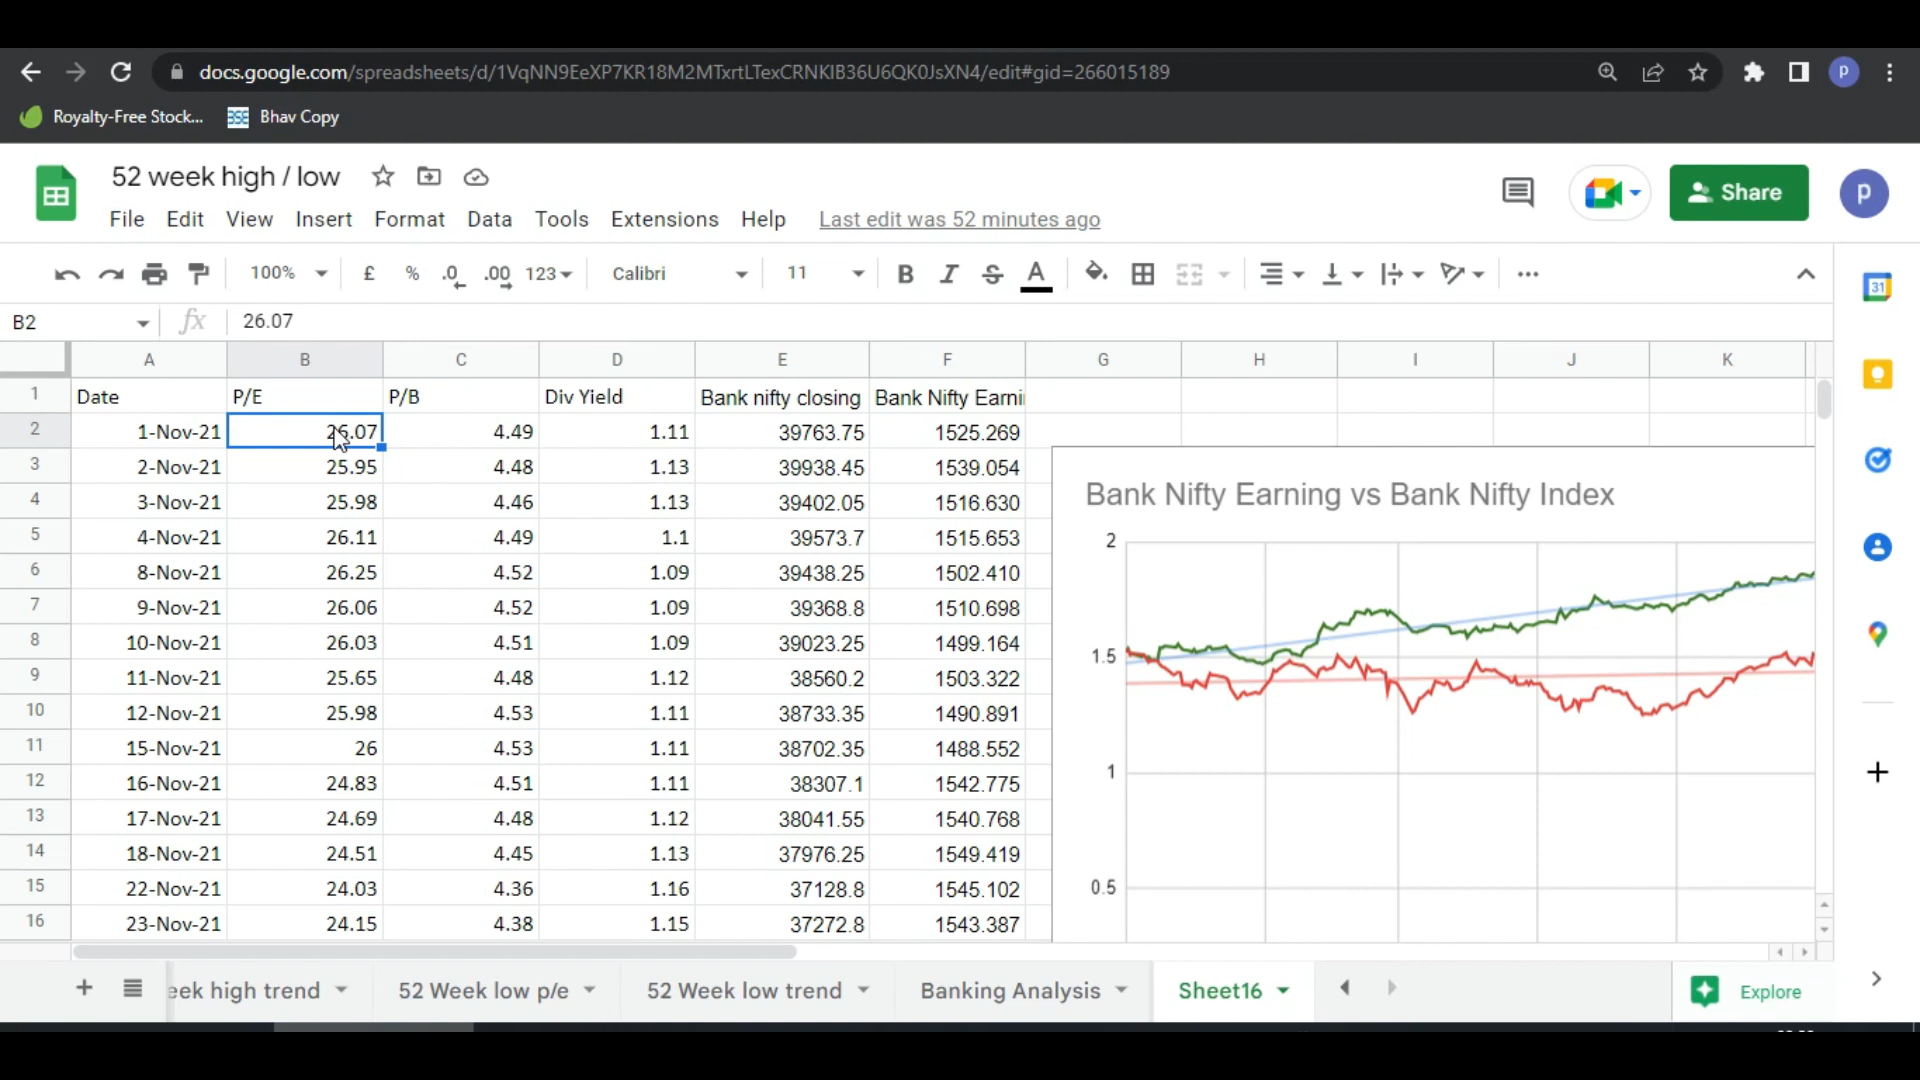 docs.google.com/spreadsheets/d/1VqNN9EeXP7KR18M2MTxrtLTexCRNKIB36U6QK0JsXN4/edit#gid=266015189
P
Royalty-Free Stock...
BSE
Bhav Copy
52 week high / low
Share
P
File Edit View Insert Format Data Tools Extensions Help Last edit was 52 minutes ago
100% £ % .0 .00 123 Calibri 11 B I S A ...
31
B2 fx 26.07
A B C D E F G H I J K
1 Date P/E P/B Div Yield Bank nifty closing Bank Nifty Earni
2 1-Nov-21 26.07 4.49 1.11 39763.75 1525.269
3 2-Nov-21 25.95 4.48 1.13 39938.45 1539.054
4 3-Nov-21 25.98 4.46 1.13 39402.05 1516.630
5 4-Nov-21 26.11 4.49 1.1 39573.7 1515.653
6 8-Nov-21 26.25 4.52 1.09 39438.25 1502.410
7 9-Nov-21 26.06 4.52 1.09 39368.8 1510.698
8 10-Nov-21 26.03 4.51 1.09 39023.25 1499.164
9 11-Nov-21 25.65 4.48 1.12 38560.2 1503.322
10 12-Nov-21 25.98 4.53 1.11 38733.35 1490.891
11 15-Nov-21 26 4.53 1.11 38702.35 1488.552
12 16-Nov-21 24.83 4.51 1.11 38307.1 1542.775
13 17-Nov-21 24.69 4.48 1.12 38041.55 1540.768
14 18-Nov-21 24.51 4.45 1.13 37976.25 1549.419
15 22-Nov-21 24.03 4.36 1.16 37128.8 1545.102
16 23-Nov-21 24.15 4.38 1.15 37272.8 1543.387
Bank Nifty Earning vs Bank Nifty Index
2
1.5
1
0.5
eek high trend 52 Week low p/e 52 Week low trend Banking Analysis Sheet16 Explore